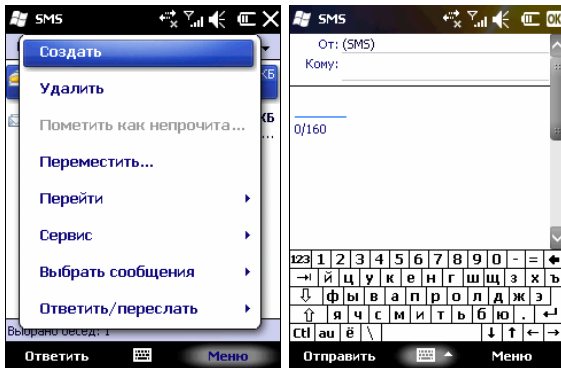 SMS
Создать
КБ
Удалить
Пометить как непрочита...
КБ
...
Переместить...
Перейти
Сервис
Выбрать сообщения
Ответить/переслать
Выбрано бесед: 1
Ответить Меню
SMS OK
От: (SMS)
Кому:
0/160
123 1 2 3 4 5 6 7 8 9 0 - =
й ц у к е н г ш щ з х ъ
ф ы в а п р о л д ж э
я ч с м и т ь б ю .
Ctl au ё \
Отправить Меню